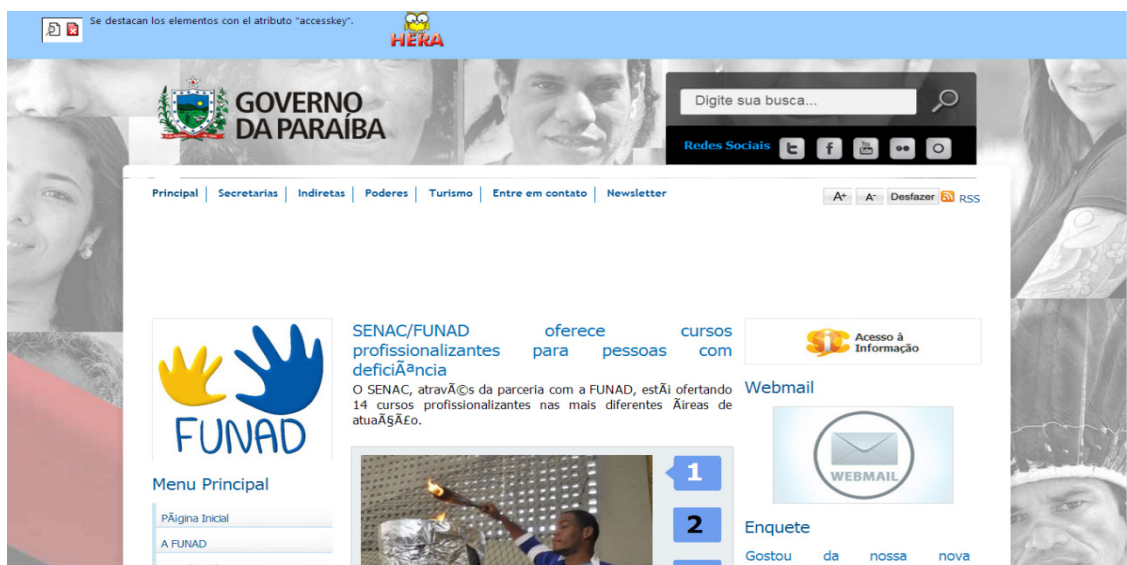 Se destacan los elementos con el atributo "accesskey".
HERA
GOVERNO
DA PARAÍBA
Digite sua busca...
Redes Sociais
You
Tube
Principal Secretarias Indiretas Poderes Turismo Entre em contato Newsletter
A+ A- Desfazer RSS
FUNAD
Menu Principal
PÃ¡gina Inicial
A FUNAD
SENAC/FUNAD oferece cursos
profissionalizantes para pessoas com
deficiÃªncia
O SENAC, atravÃ©s da parceria com a FUNAD, estÃ¡ ofertando
14 cursos profissionalizantes nas mais diferentes Ã¡reas de
atuaÃ§Ã£o.
1
2
SIC Acesso à
Informação
Webmail
WEBMAIL
Enquete
Gostou da nossa nova